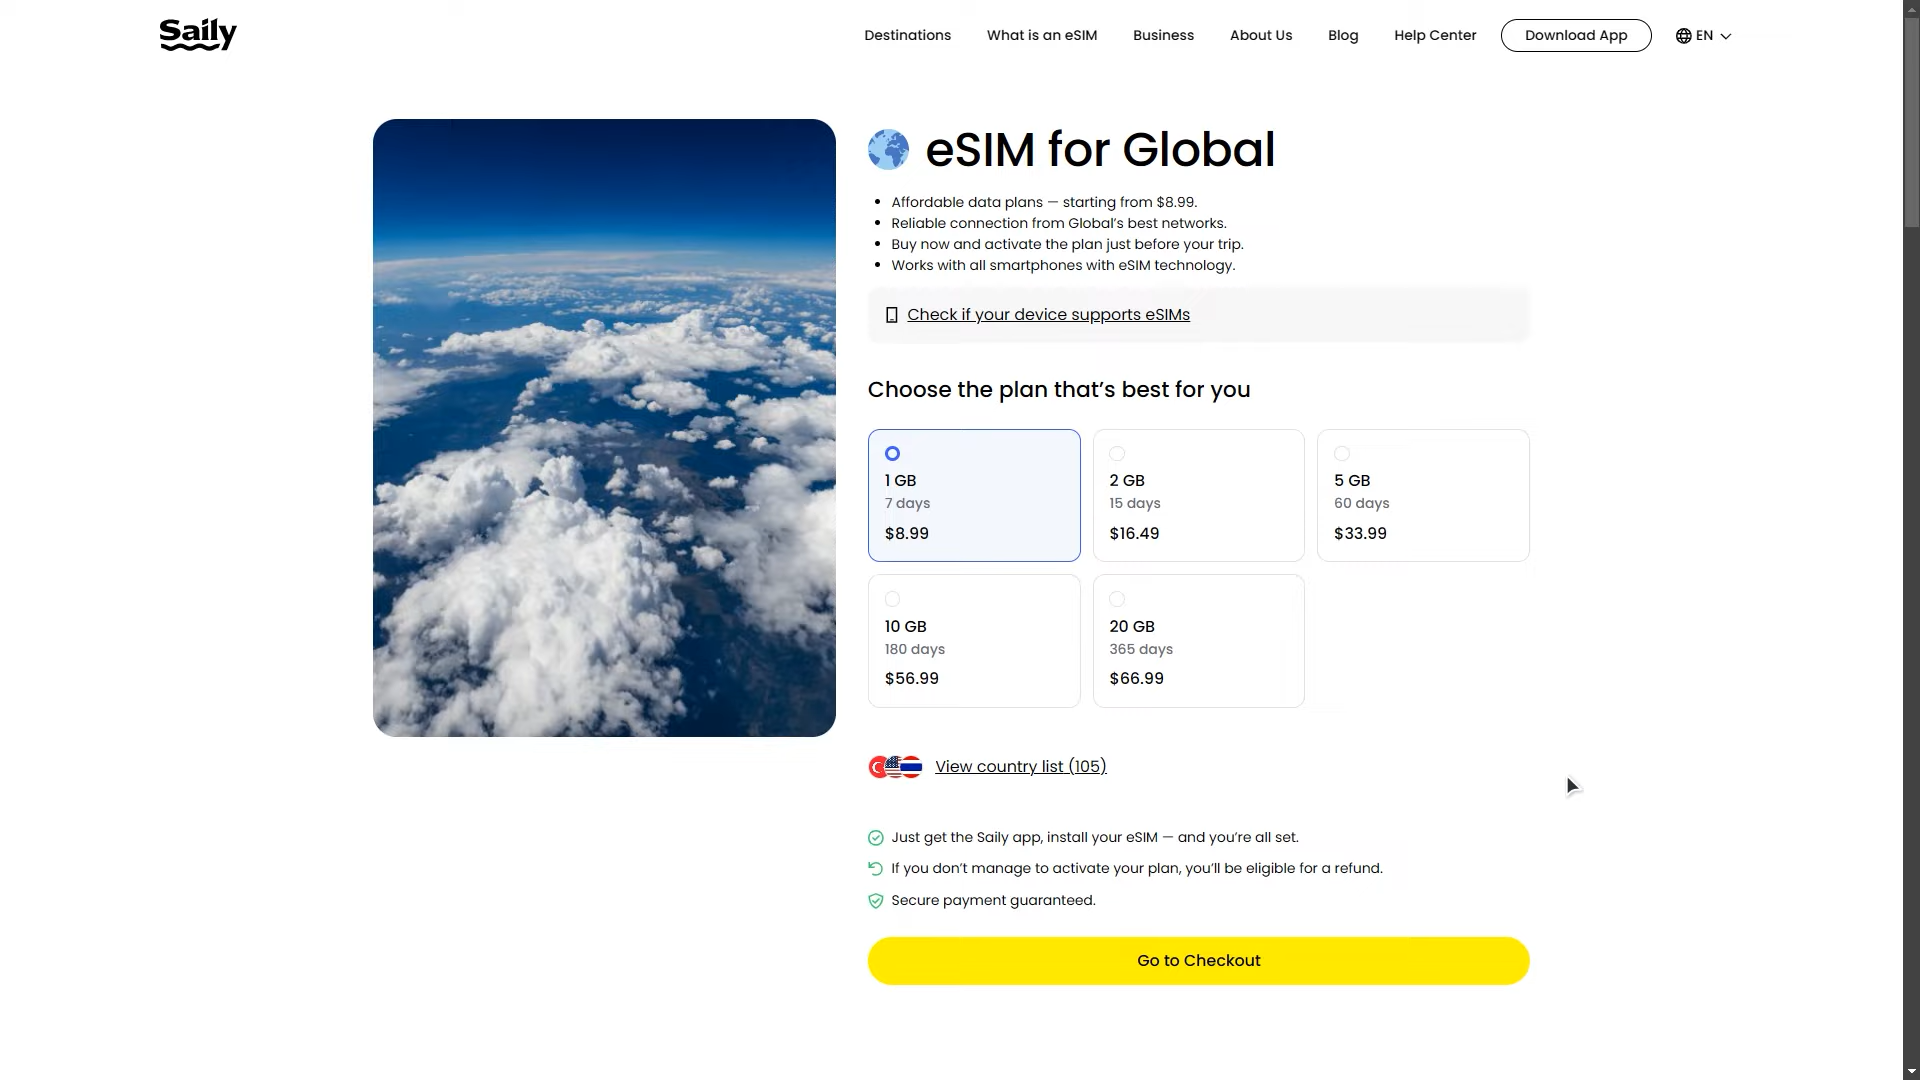 Saily
Destinations
What is an eSIM
Business
About Us
Blog
Help Center
Download App
EN
eSIM for Global
Affordable data plans — starting from $8.99.
Reliable connection from Global’s best networks.
Buy now and activate the plan just before your trip.
Works with all smartphones with eSIM technology.
Check if your device supports eSIMs
Choose the plan that’s best for you
1 GB
7 days
$8.99
2 GB
15 days
$16.49
5 GB
60 days
$33.99
10 GB
180 days
$56.99
20 GB
365 days
$66.99
View country list (105)
Just get the Saily app, install your eSIM — and you’re all set.
If you don’t manage to activate your plan, you’ll be eligible for a refund.
Secure payment guaranteed.
Go to Checkout